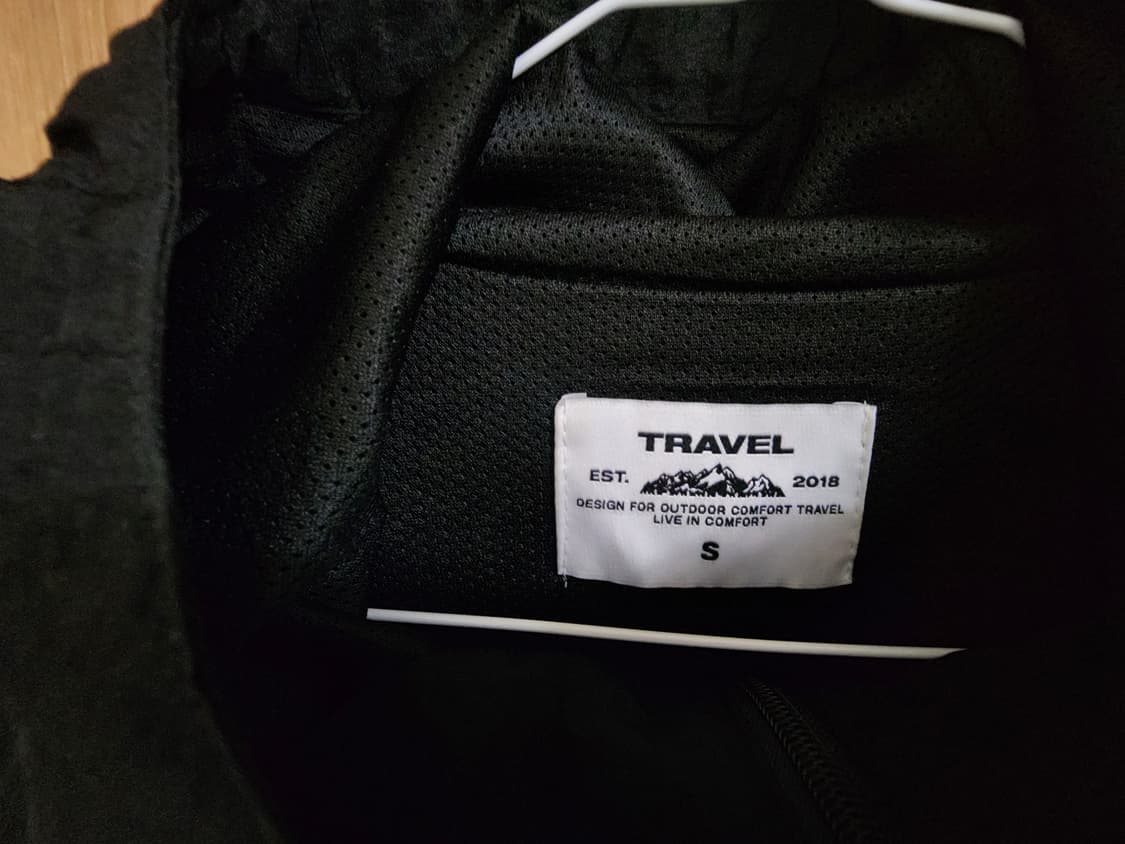 TRAVEL
EST. 2018
DESIGN FOR OUTDOOR COMFORT TRAVEL
LIVE IN COMFORT
S